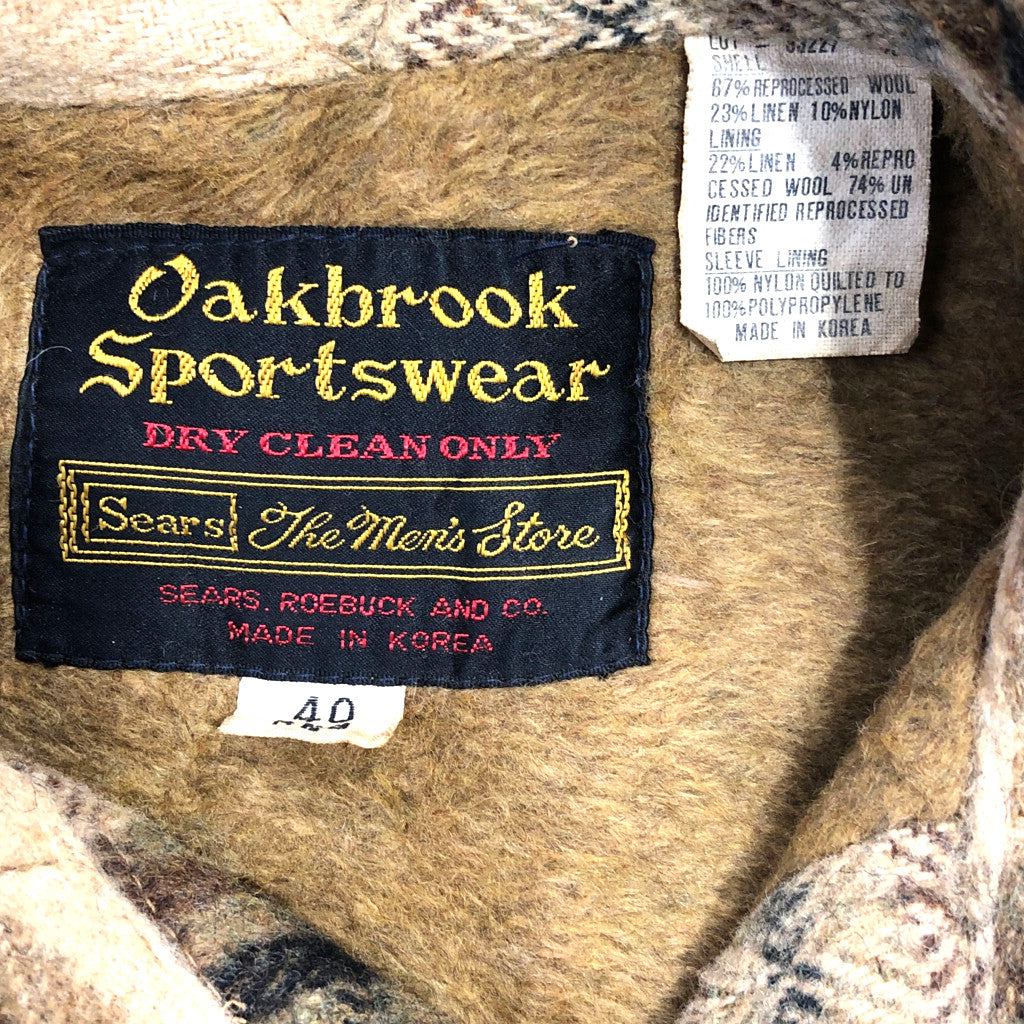 Oakbrook
Sportswear
DRY CLEAN ONLY
Sears The Men's Store
SEARS, ROEBUCK AND CO.
MADE IN KOREA
40
SHELL
67% REPROCESSED WOOL
23% LINEN 10% NYLON
LINING
22% LINEN 4% REPRO
CESSED WOOL 74% UN
IDENTIFIED REPROCESSED
FIBERS
SLEEVE LINING
100% NYLON QUILTED TO
100% POLYPROPYLENE
MADE IN KOREA